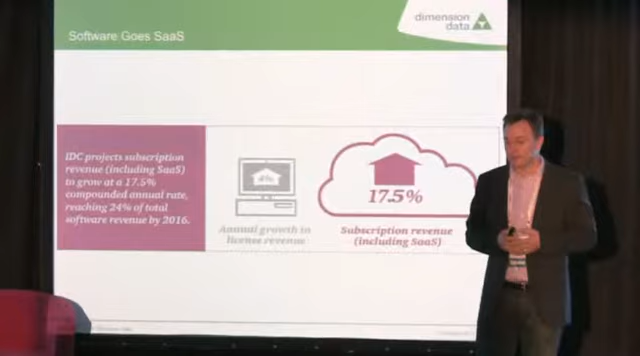 dimension
data
Software Goes SaaS
IDC projects subscription
revenue (including SaaS)
to grow at a 17.5%
compounded annual rate,
reaching 24% of total
software revenue by 2016.
17.5%
Annual growth in
license revenue
Subscription revenue
(including SaaS)